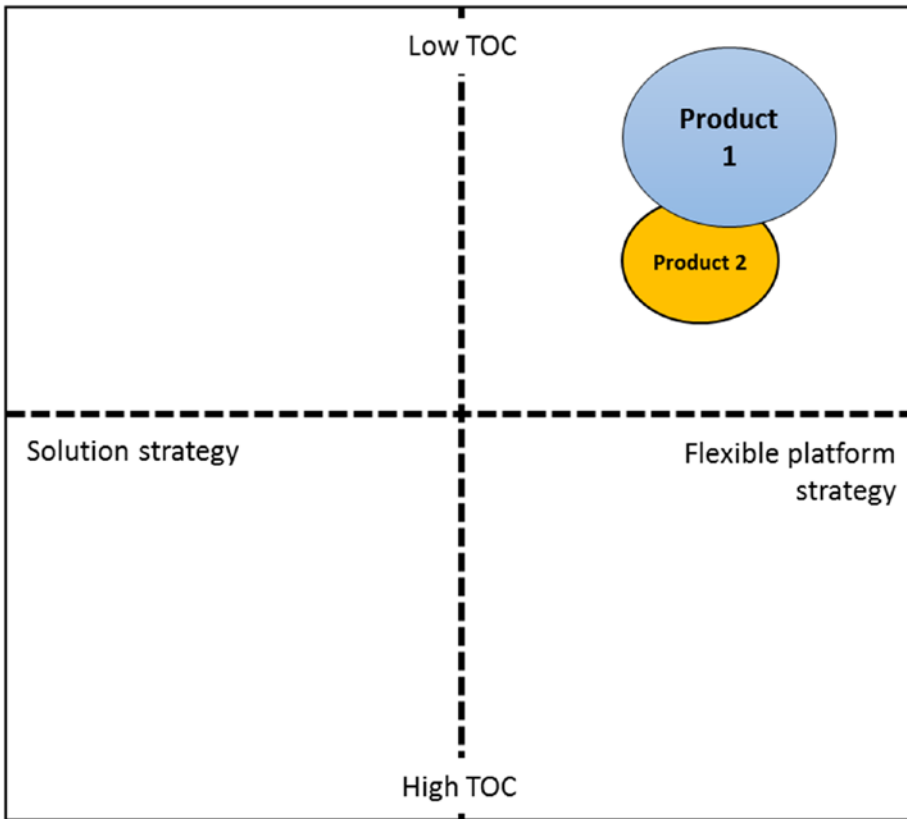 Low TOC
Product
1
Product 2
Solution strategy
Flexible platform
strategy
High TOC